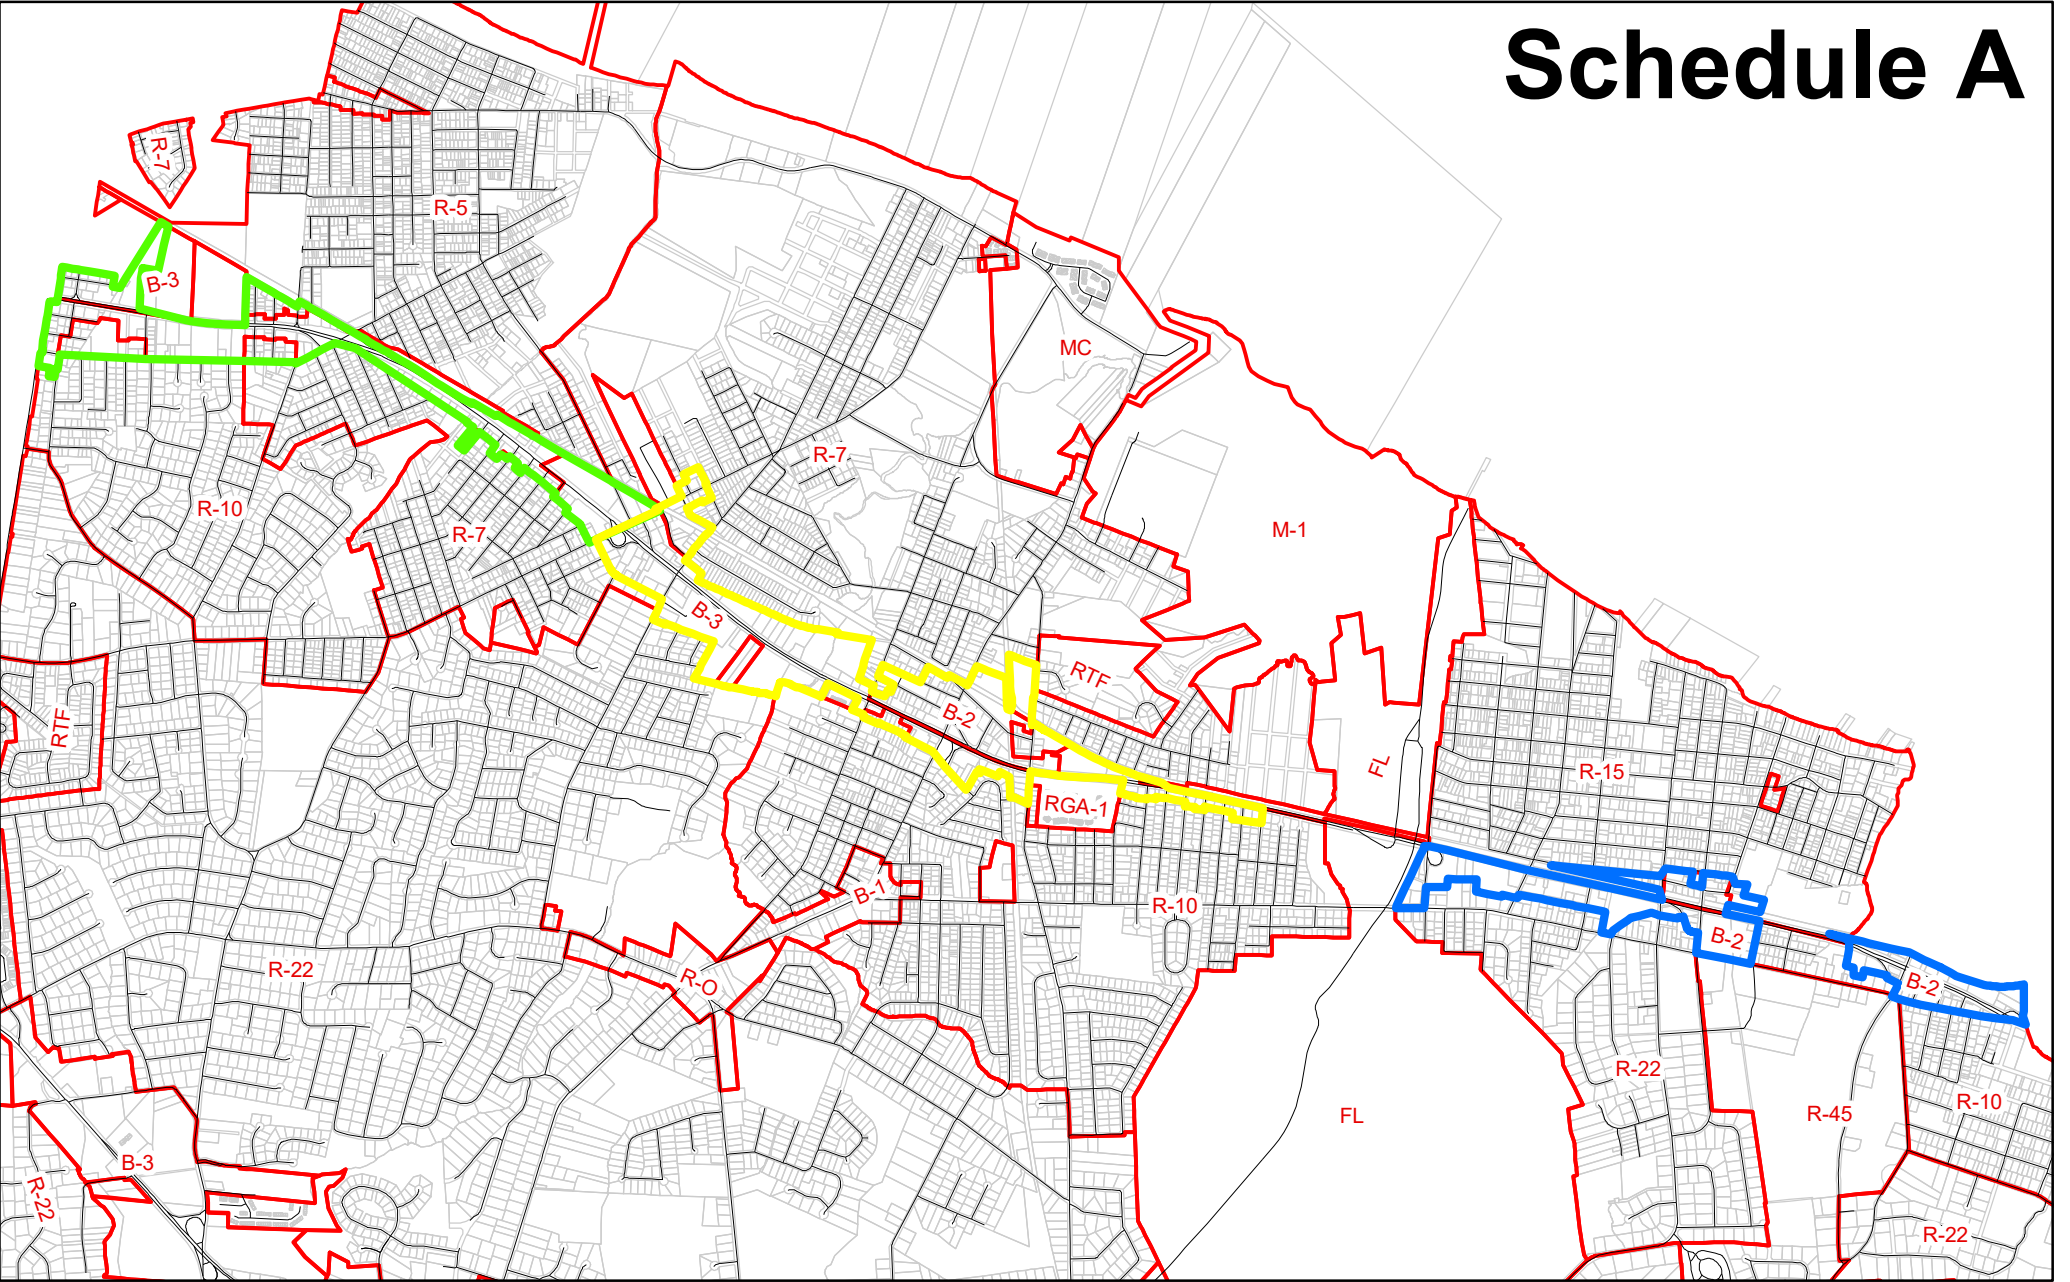 Schedule A
R-7
R-5
B-3
MC
R-7
R-10
R-7
M-1
B-3
RTF
B-2
RTF
FL
R-15
RGA-1
B-1
R-10
B-2
R-22
R-O
B-2
R-22
R-10
R-45
FL
B-3
R-22
R-22